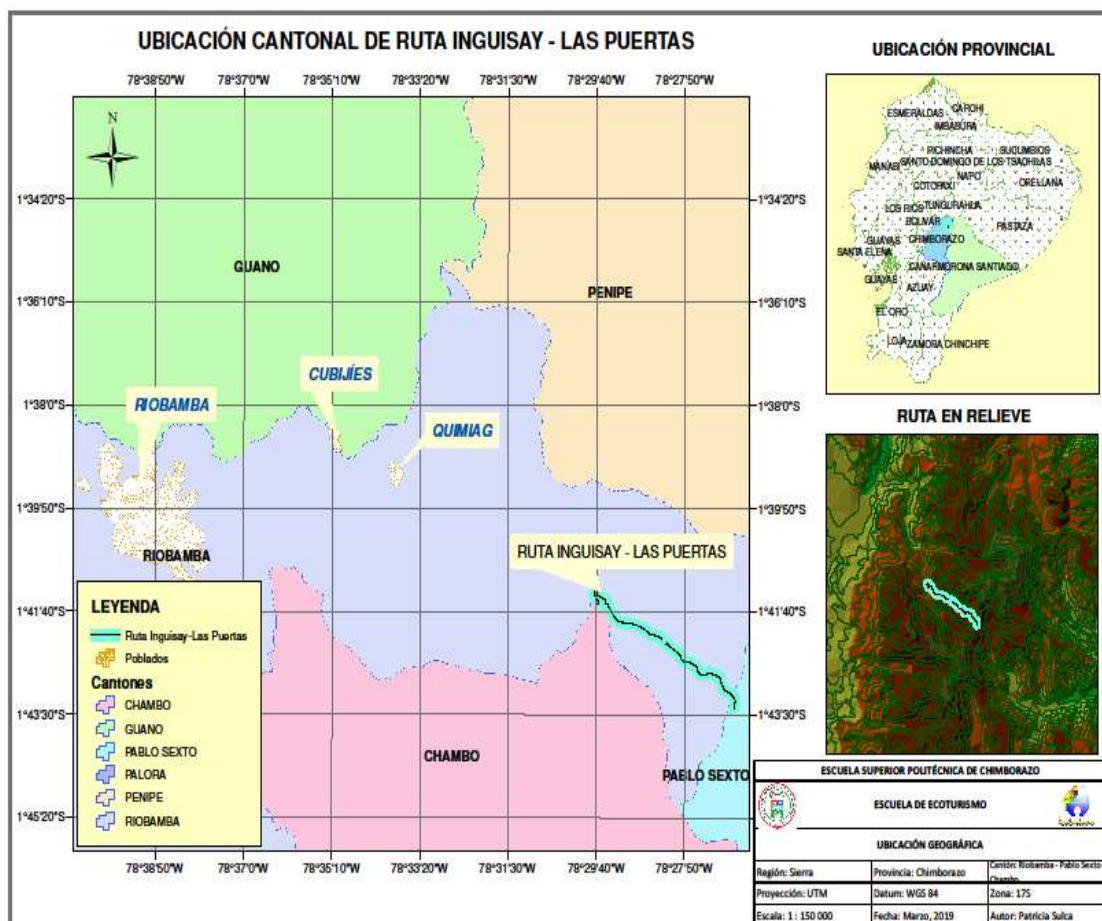 UBICACIÓN CANTONAL DE RUTA INGUISAY - LAS PUERTAS
78°38'50"W 78°37'0"W 78°35'10"W 78°33'20"W 78°31'30"W 78°29'40"W 78°27'50"W
N
1°34'20"S
1°36'10"S
1°38'0"S
1°39'50"S
1°41'40"S
1°43'30"S
1°45'20"S
GUANO
PENIPE
CUBIJÍES
RIOBAMBA
QUIMIAG
RIOBAMBA
RUTA INGUISAY - LAS PUERTAS
CHAMBO
PABLO SEXTO
1°34'20"S
1°36'10"S
1°38'0"S
1°39'50"S
1°41'40"S
1°43'30"S
1°45'20"S
78°38'50"W 78°37'0"W 78°35'10"W 78°33'20"W 78°31'30"W 78°29'40"W 78°27'50"W
LEYENDA
Ruta Inguisay-Las Puertas
Poblados
Cantones
CHAMBO
GUANO
PABLO SEXTO
PALORA
PENIPE
RIOBAMBA
UBICACIÓN PROVINCIAL
CARCHI
ESMERALDAS
IMBABURA
PICHINCHA
SUCUMBIOS
MANABI
SANTO DOMINGO DE LOS TSACHILAS
NAPO
COTOPAXI
ORELLANA
TUNGURAHUA
LOS RIOS
BOLIVAR
PASTAZA
GUAYAS
CHIMBORAZO
SANTA ELENA
CAÑAR
MORONA SANTIAGO
GUAYAS
AZUAY
EL ORO
LOJA
ZAMORA CHINCHIPE
RUTA EN RELIEVE
ESCUELA SUPERIOR POLITÉCNICA DE CHIMBORAZO
ESCUELA DE ECOTURISMO
UBICACIÓN GEOGRÁFICA
Región: Sierra
Provincia: Chimborazo
Cantón: Riobamba - Pablo Sexto
Chambo
Proyección: UTM
Datum: WGS 84
Zona: 17S
Escala: 1 : 150 000
Fecha: Marzo, 2019
Autor: Patricia Sulca